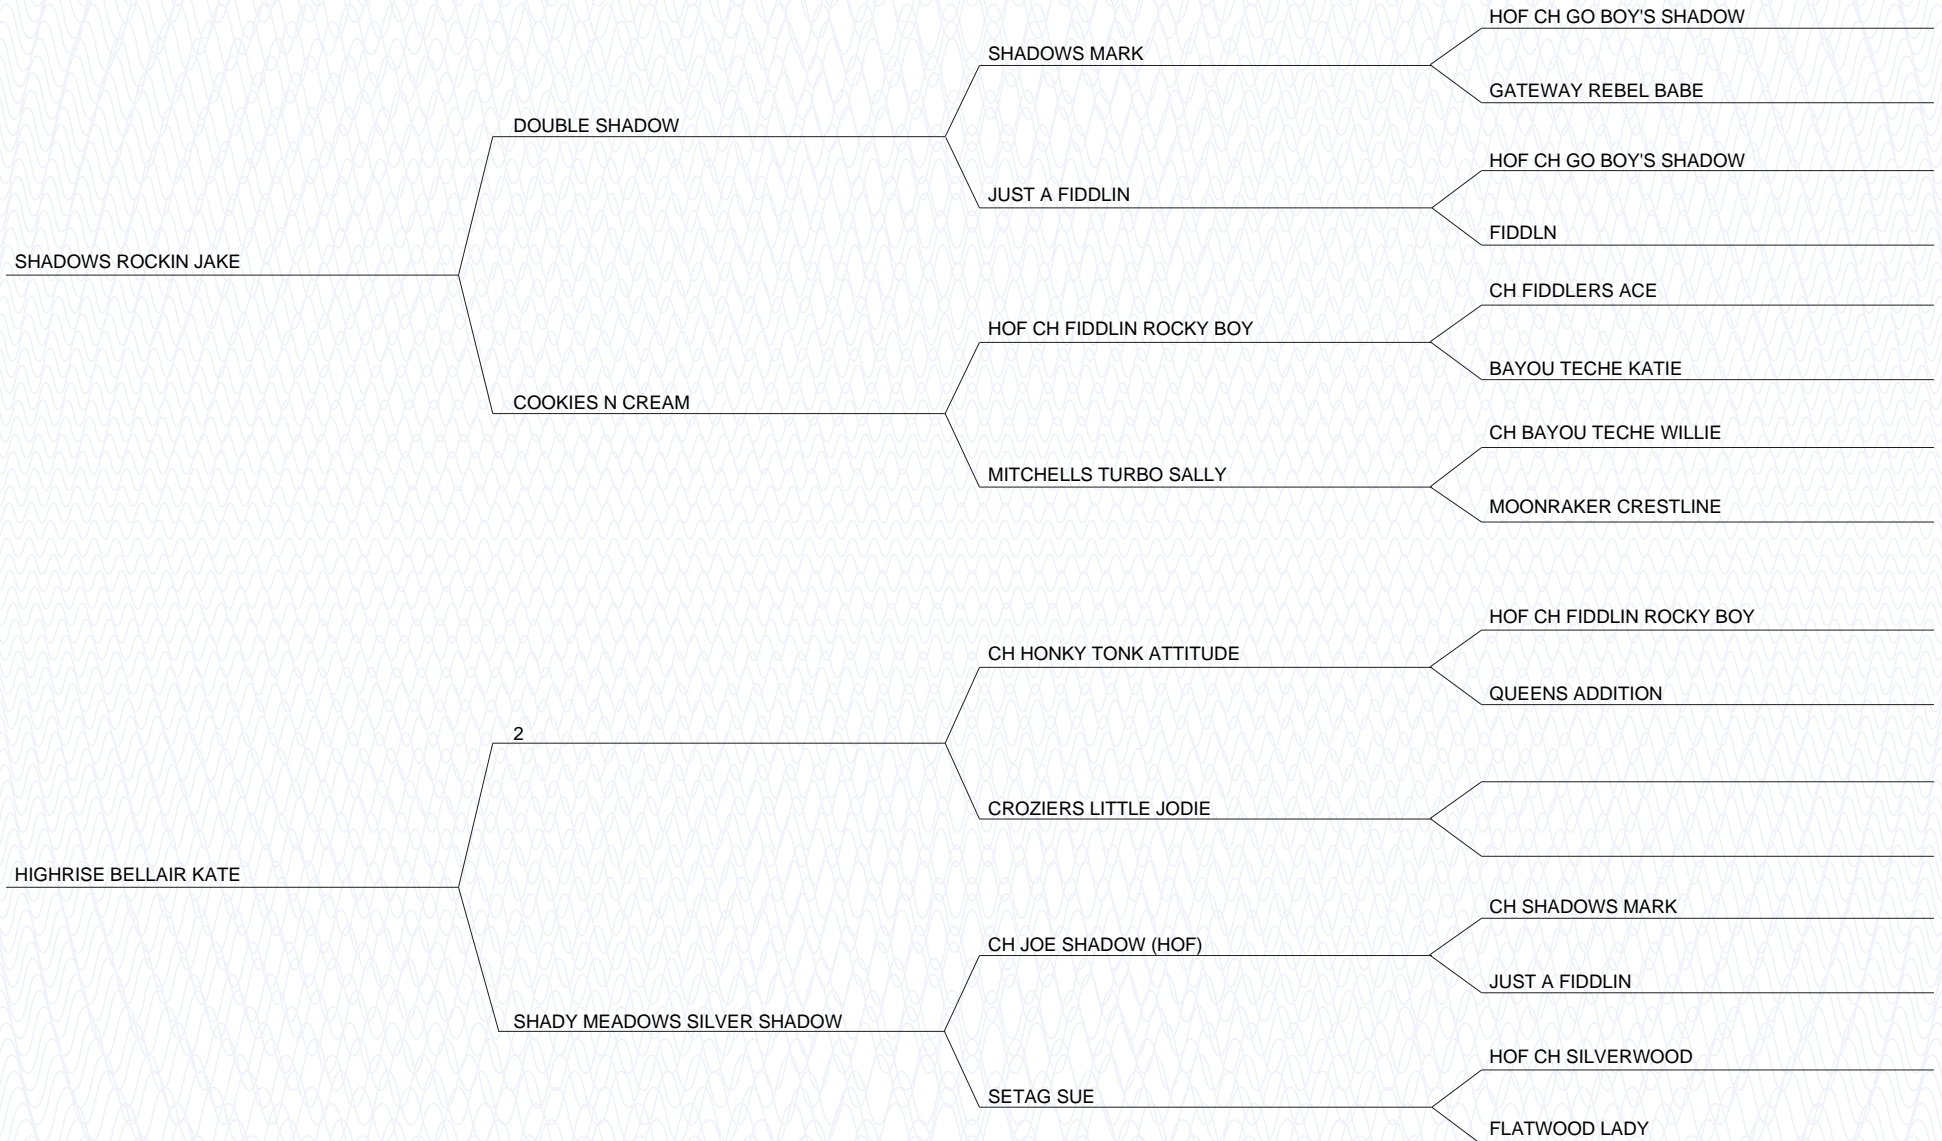 HOF CH GO BOY'S SHADOW
SHADOWS MARK
GATEWAY REBEL BABE
DOUBLE SHADOW
HOF CH GO BOY'S SHADOW
JUST A FIDDLIN
FIDDLN
SHADOWS ROCKIN JAKE
CH FIDDLERS ACE
HOF CH FIDDLIN ROCKY BOY
BAYOU TECHE KATIE
COOKIES N CREAM
CH BAYOU TECHE WILLIE
MITCHELLS TURBO SALLY
MOONRAKER CRESTLINE
HOF CH FIDDLIN ROCKY BOY
CH HONKY TONK ATTITUDE
QUEENS ADDITION
2
CROZIERS LITTLE JODIE
HIGHRISE BELLAIR KATE
CH SHADOWS MARK
CH JOE SHADOW (HOF)
JUST A FIDDLIN
SHADY MEADOWS SILVER SHADOW
HOF CH SILVERWOOD
SETAG SUE
FLATWOOD LADY